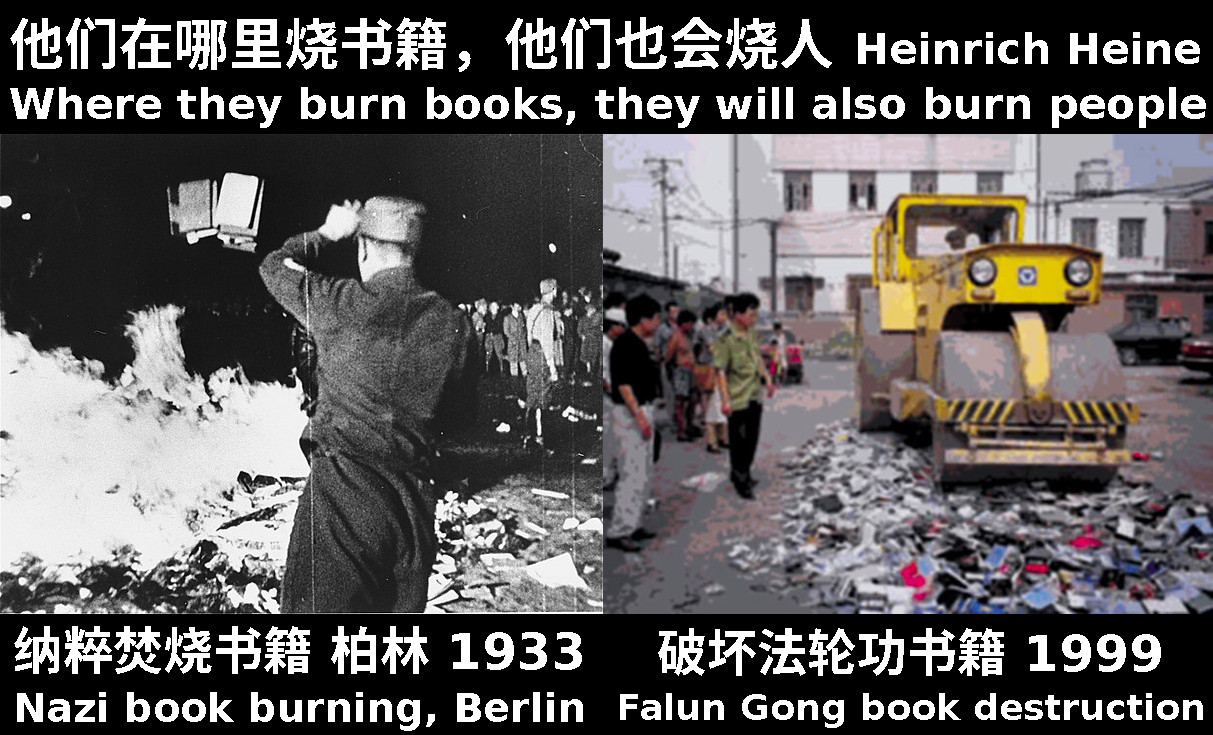 他们在哪里烧书籍，他们也会烧人 Heinrich Heine
Where they burn books, they will also burn people
纳粹焚烧书籍 柏林 1933
Nazi book burning, Berlin
破坏法轮功书籍 1999
Falun Gong book destruction